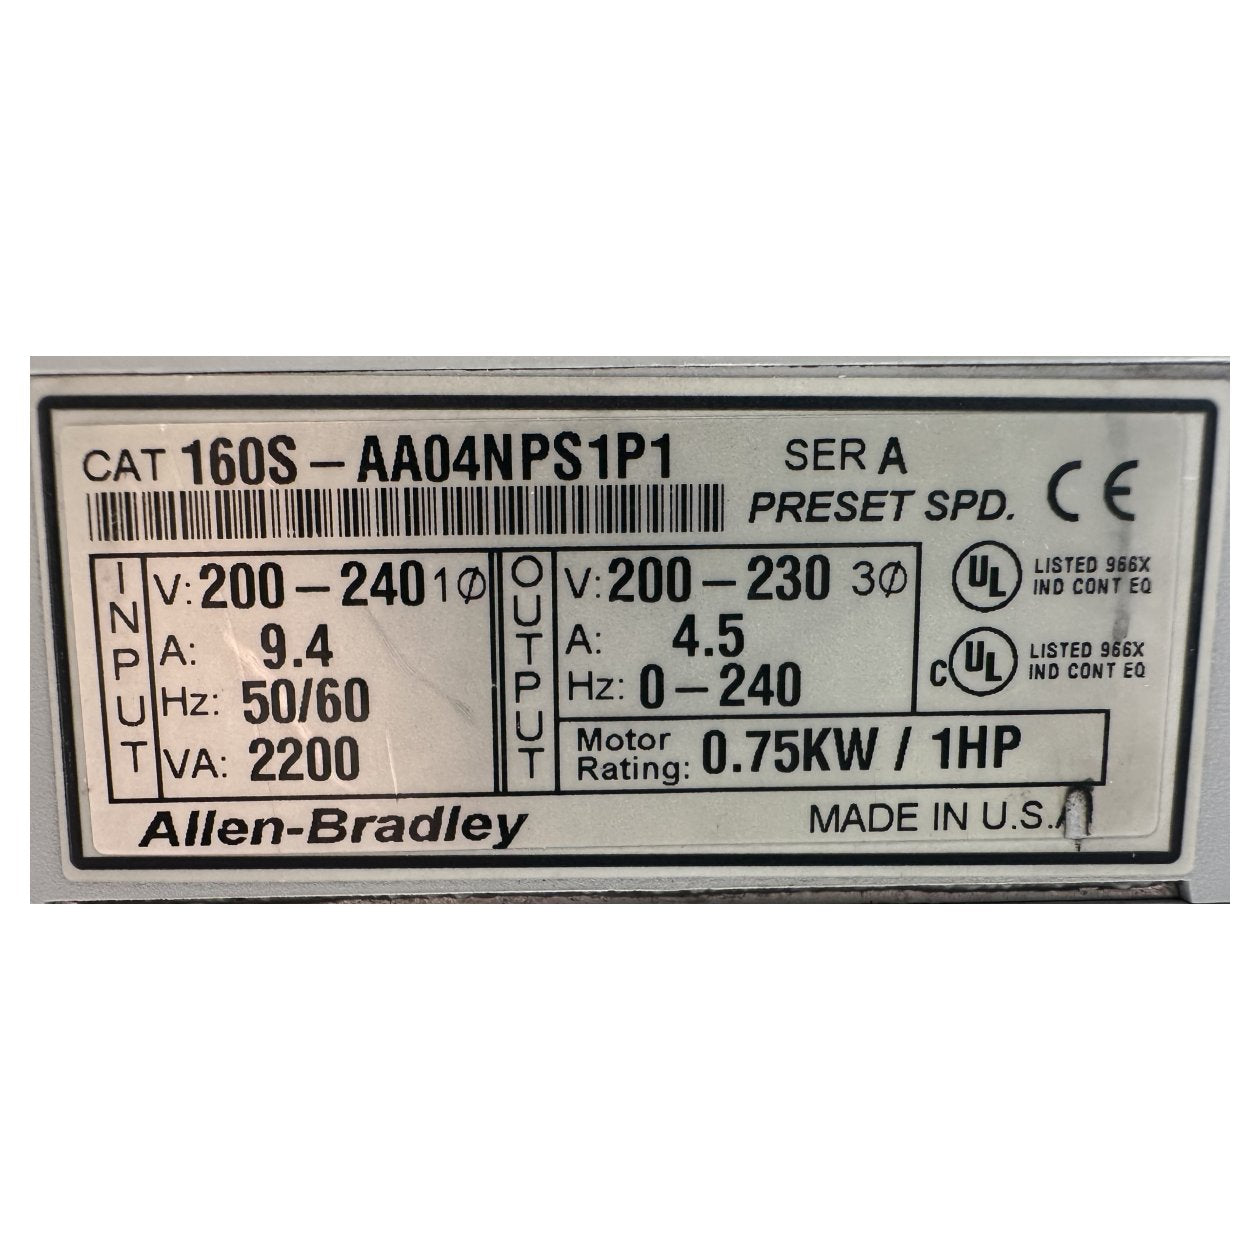 CAT 160S-AA04NPS1P1
SER A
PRESET SPD.
CE
INPUT
V: 200-240 1Ø
A: 9.4
Hz: 50/60
VA: 2200
OUTPUT
V: 200-230 3Ø
A: 4.5
Hz: 0-240
Motor
Rating: 0.75KW / 1HP
UL
LISTED 966X
IND CONT EQ
C UL
LISTED 966X
IND CONT EQ
Allen-Bradley
MADE IN U.S.A